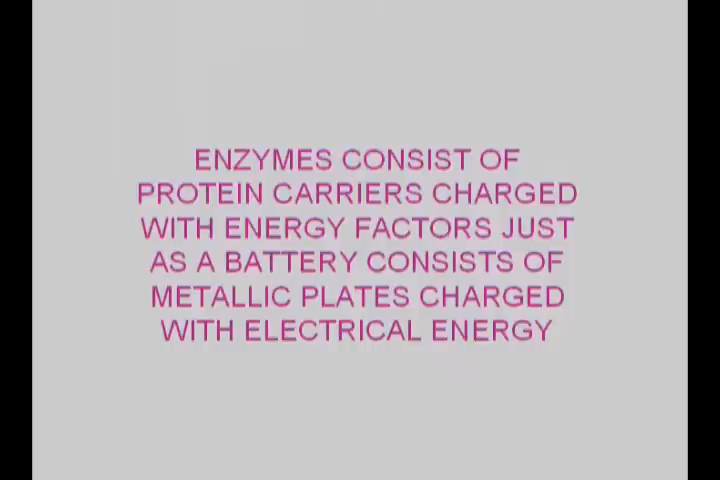 ENZYMES CONSIST OF
PROTEIN CARRIERS CHARGED
WITH ENERGY FACTORS JUST
AS A BATTERY CONSISTS OF
METALLIC PLATES CHARGED
WITH ELECTRICAL ENERGY